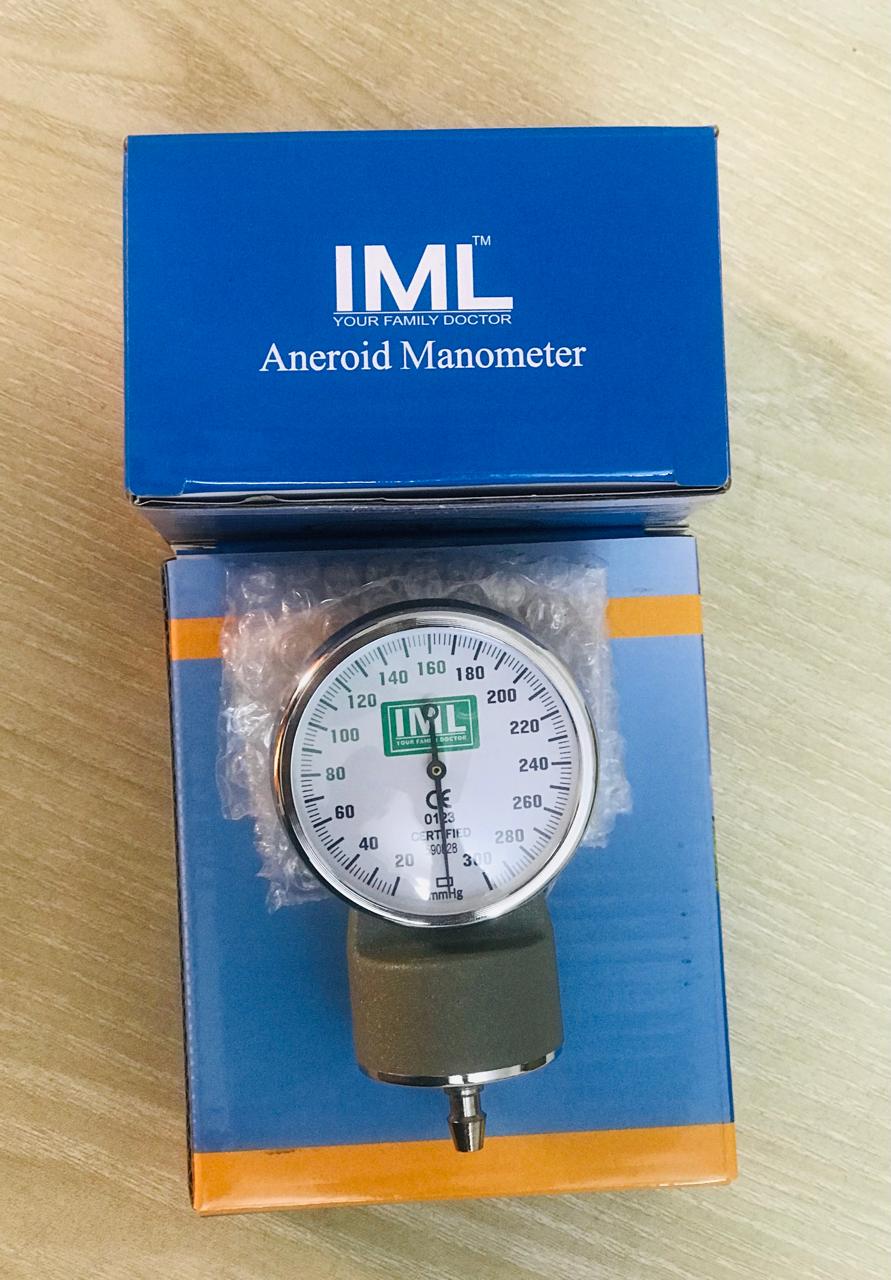 IML™
YOUR FAMILY DOCTOR
Aneroid Manometer
160
140
180
120
200
IML
YOUR FAMILY DOCTOR
100
220
80
240
60
CE
260
0123
40
CERTIFIED
280
20
300
mmHg